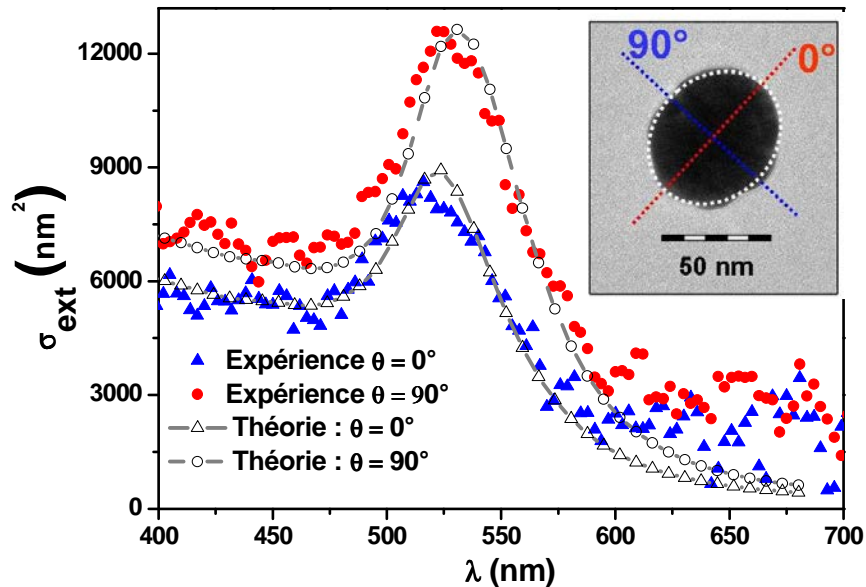 12000
9000
6000
3000
0
σext (nm²)
90°
0°
50 nm
Expérience θ = 0°
Expérience θ = 90°
Théorie : θ = 0°
Théorie : θ = 90°
400 450 500 550 600 650 700
λ (nm)